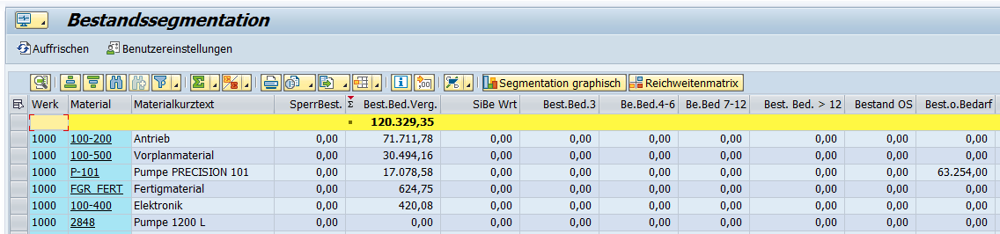 Bestandssegmentation
Auffrischen Benutzereinstellungen
Segmentation graphisch Reichweitenmatrix
Werk Material Materialkurztext SperrBest. Σ Best.Bed.Verg. SiBe Wrt Best.Bed.3 Be.Bed.4-6 Be.Bed 7-12 Best. Bed. > 12 Bestand OS Best.o.Bedarf
120.329,35
1000 100-200 Antrieb 0,00 71.711,78 0,00 0,00 0,00 0,00 0,00 0,00 0,00
1000 100-500 Vorplanmaterial 0,00 30.494,16 0,00 0,00 0,00 0,00 0,00 0,00 0,00
1000 P-101 Pumpe PRECISION 101 0,00 17.078,58 0,00 0,00 0,00 0,00 0,00 0,00 63.254,00
1000 FGR_FERT Fertigmaterial 0,00 624,75 0,00 0,00 0,00 0,00 0,00 0,00 0,00
1000 100-400 Elektronik 0,00 420,08 0,00 0,00 0,00 0,00 0,00 0,00 0,00
1000 2848 Pumpe 1200 L 0,00 0,00 0,00 0,00 0,00 0,00 0,00 0,00 0,00